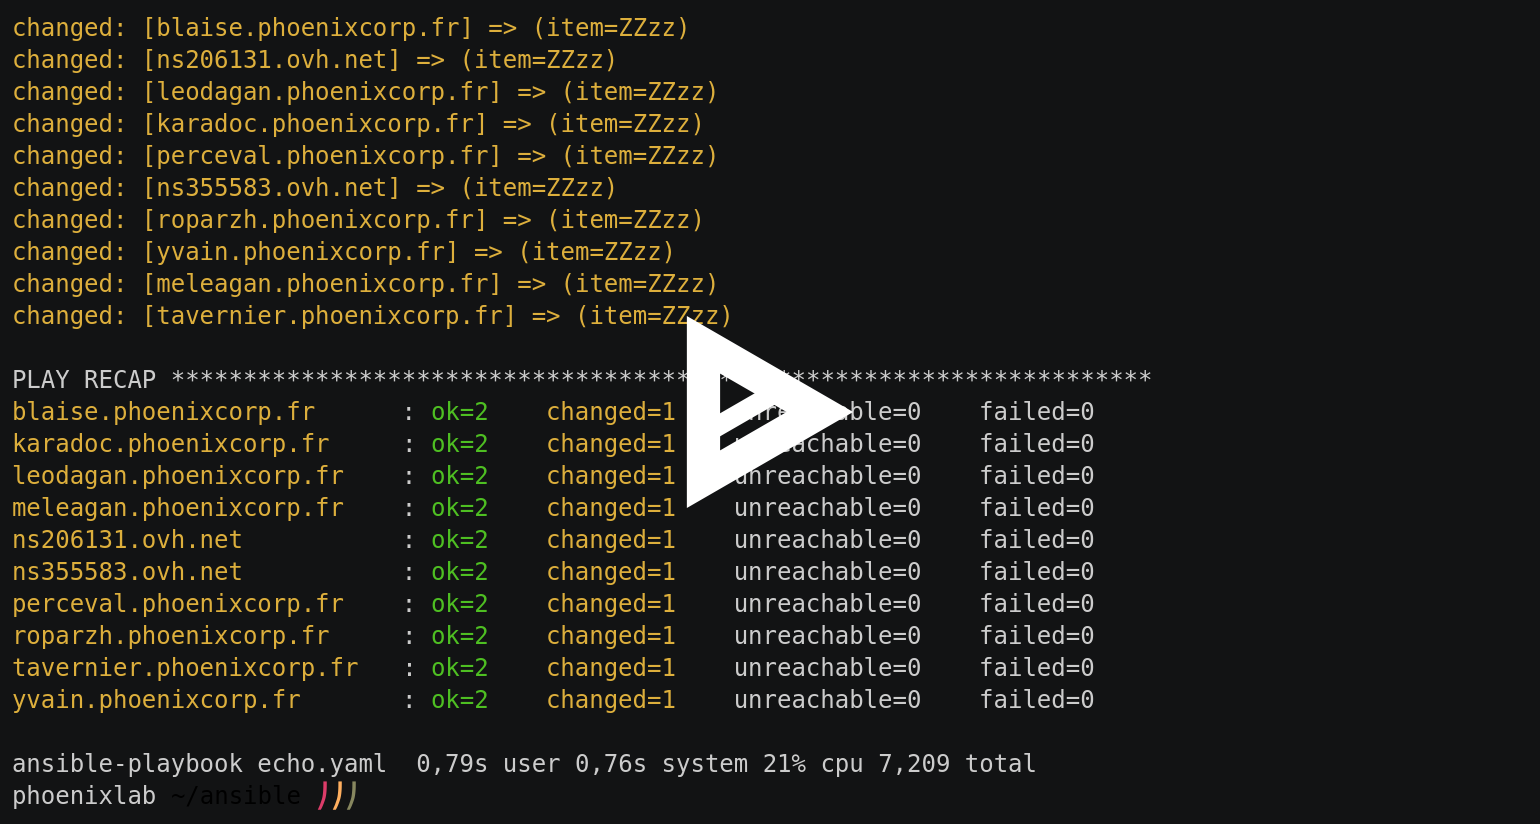 changed: [blaise.phoenixcorp.fr] => (item=ZZzz)
changed: [ns206131.ovh.net] => (item=ZZzz)
changed: [leodagan.phoenixcorp.fr] => (item=ZZzz)
changed: [karadoc.phoenixcorp.fr] => (item=ZZzz)
changed: [perceval.phoenixcorp.fr] => (item=ZZzz)
changed: [ns355583.ovh.net] => (item=ZZzz)
changed: [roparzh.phoenixcorp.fr] => (item=ZZzz)
changed: [yvain.phoenixcorp.fr] => (item=ZZzz)
changed: [meleagan.phoenixcorp.fr] => (item=ZZzz)
changed: [tavernier.phoenixcorp.fr] => (item=ZZzz)
PLAY RECAP ********************************************************************
blaise.phoenixcorp.fr      : ok=2    changed=1    unreachable=0    failed=0
karadoc.phoenixcorp.fr     : ok=2    changed=1    unreachable=0    failed=0
leodagan.phoenixcorp.fr    : ok=2    changed=1    unreachable=0    failed=0
meleagan.phoenixcorp.fr    : ok=2    changed=1    unreachable=0    failed=0
ns206131.ovh.net           : ok=2    changed=1    unreachable=0    failed=0
ns355583.ovh.net           : ok=2    changed=1    unreachable=0    failed=0
perceval.phoenixcorp.fr    : ok=2    changed=1    unreachable=0    failed=0
roparzh.phoenixcorp.fr     : ok=2    changed=1    unreachable=0    failed=0
tavernier.phoenixcorp.fr   : ok=2    changed=1    unreachable=0    failed=0
yvain.phoenixcorp.fr       : ok=2    changed=1    unreachable=0    failed=0
ansible-playbook echo.yaml  0,79s user 0,76s system 21% cpu 7,209 total
phoenixlab ~/ansible )))